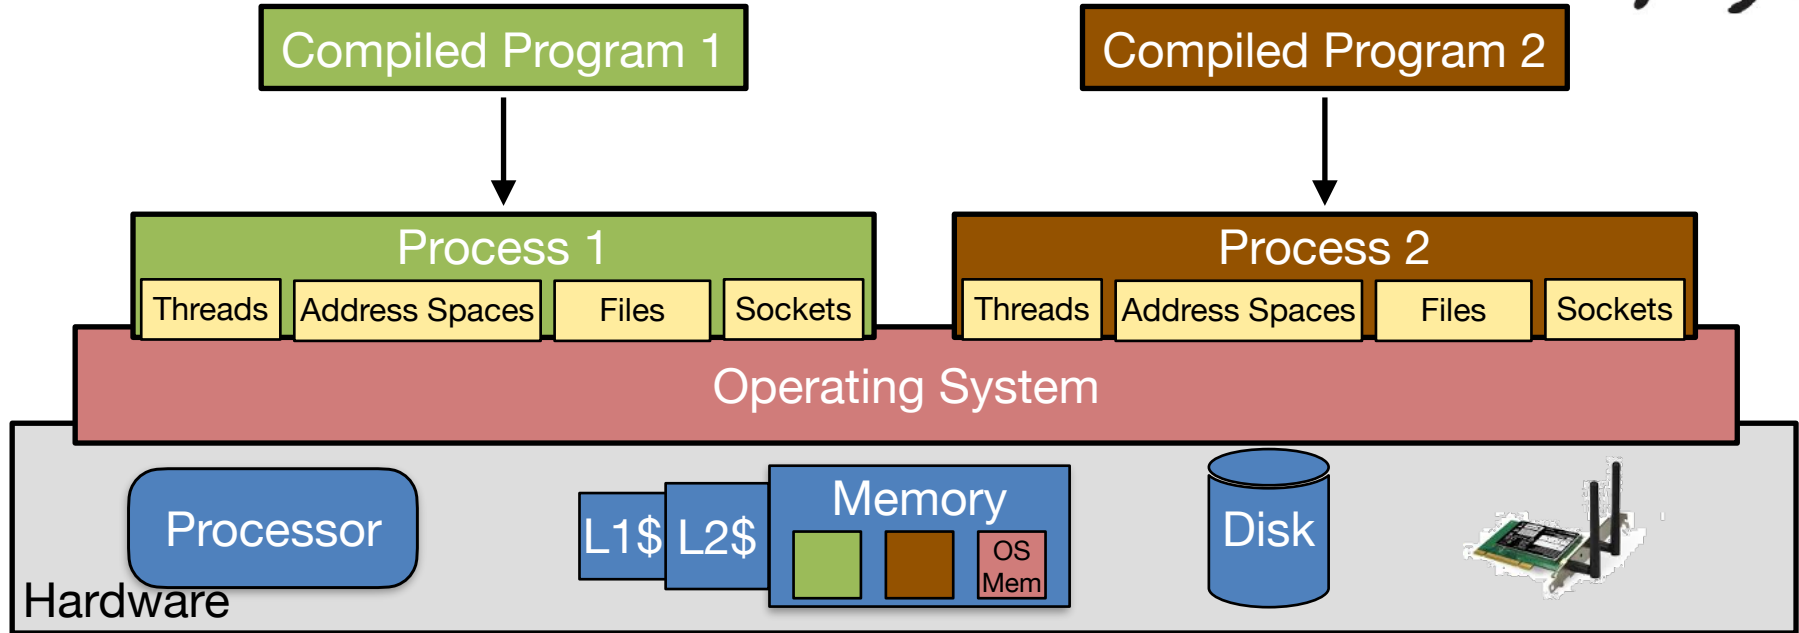 Compiled Program 1
Compiled Program 2
Process 1
Process 2
Threads
Address Spaces
Files
Sockets
Threads
Address Spaces
Files
Sockets
Operating System
Processor
L1$
L2$
Memory
OS
Mem
Disk
Hardware